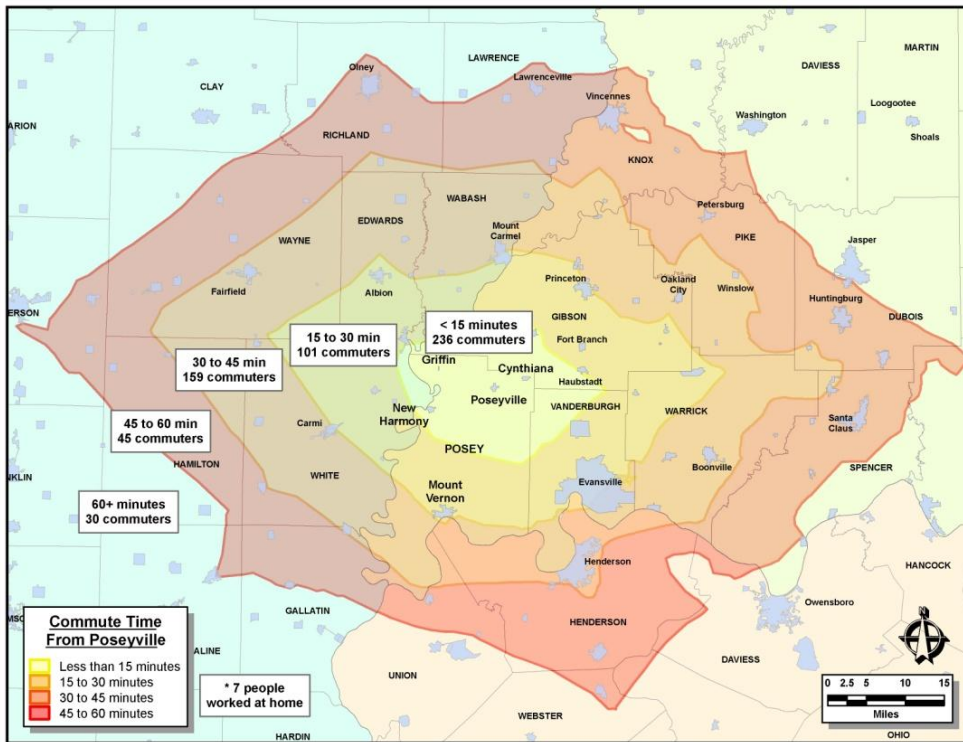 LAWRENCE
MARTIN
DAVIESS
CLAY
Olney
Lawrenceville
Loogootee
Vincennes
Washington
Shoals
RICHLAND
KNOX
WABASH
Petersburg
EDWARDS
Mount
Carmel
PIKE
WAYNE
Jasper
Princeton
Oakland
City
Winslow
Fairfield
Albion
Huntingburg
GIBSON
DUBOIS
< 15 minutes
236 commuters
15 to 30 min
101 commuters
Fort Branch
Griffin
30 to 45 min
159 commuters
Cynthiana
Haubstadt
Poseyville
New
Harmony
VANDERBURGH
WARRICK
45 to 60 min
45 commuters
Carmi
Santa
Claus
POSEY
HAMILTON
WHITE
Boonville
SPENCER
Evansville
Mount
Vernon
60+ minutes
30 commuters
Henderson
HANCOCK
Owensboro
GALLATIN
HENDERSON
DAVIESS
UNION
WEBSTER
HARDIN
OHIO
Commute Time
From Poseyville
Less than 15 minutes
15 to 30 minutes
30 to 45 minutes
45 to 60 minutes
* 7 people
worked at home
0 2.5 5 10 15
Miles